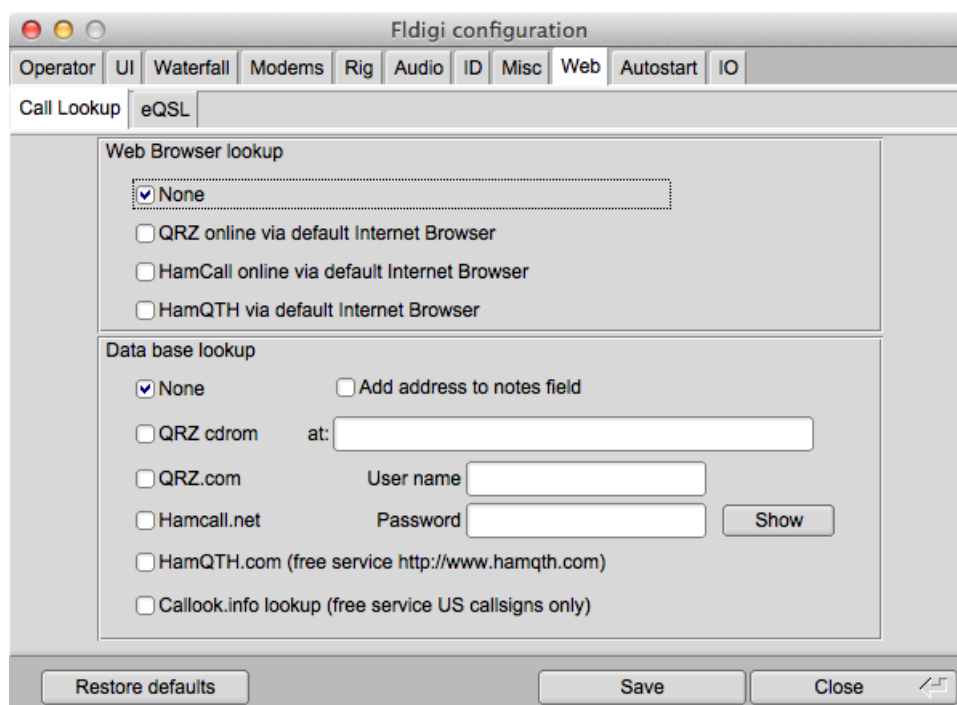 Fldigi configuration
Operator UI Waterfall Modems Rig Audio ID Misc Web Autostart IO
Call Lookup eQSL
Web Browser lookup
None
QRZ online via default Internet Browser
HamCall online via default Internet Browser
HamQTH via default Internet Browser
Data base lookup
None Add address to notes field
QRZ cdrom at:
QRZ.com User name
Hamcall.net Password Show
HamQTH.com (free service http://www.hamqth.com)
Callook.info lookup (free service US callsigns only)
Restore defaults Save Close